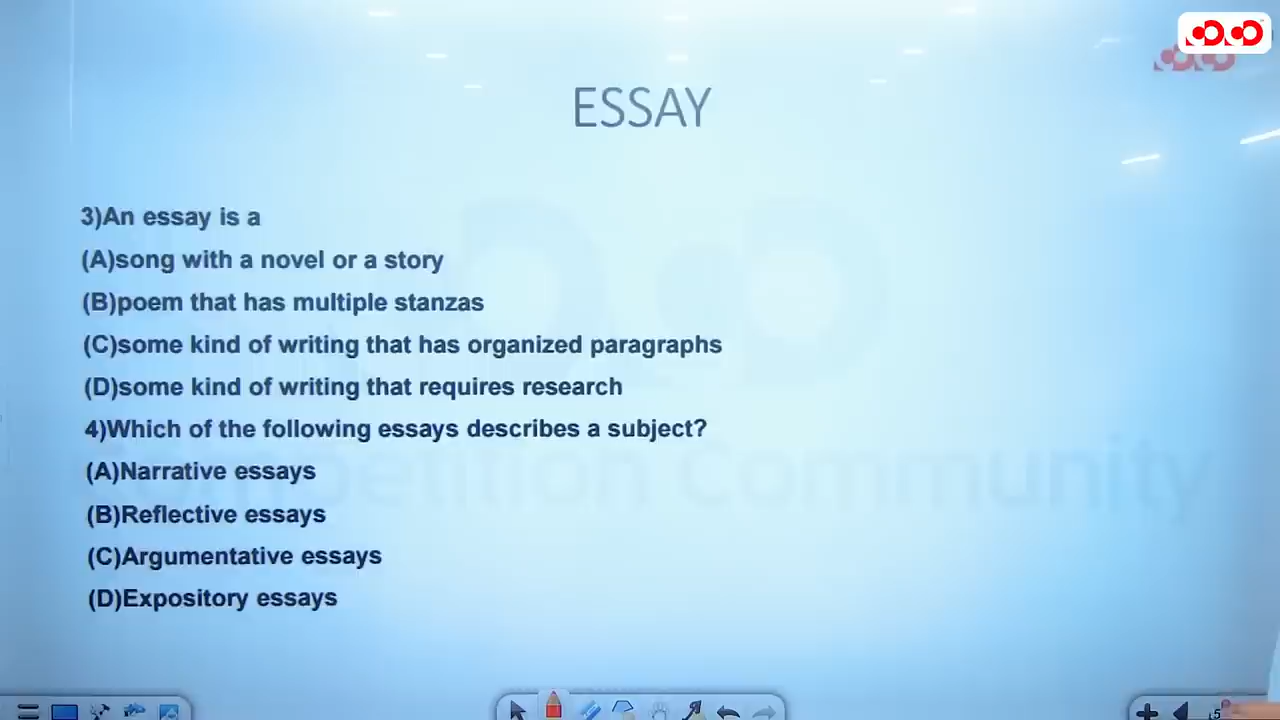 ESSAY
3)An essay is a
(A)song with a novel or a story
(B)poem that has multiple stanzas
(C)some kind of writing that has organized paragraphs
(D)some kind of writing that requires research
4)Which of the following essays describes a subject?
(A)Narrative essays
(B)Reflective essays
(C)Argumentative essays
(D)Expository essays
Competition Community